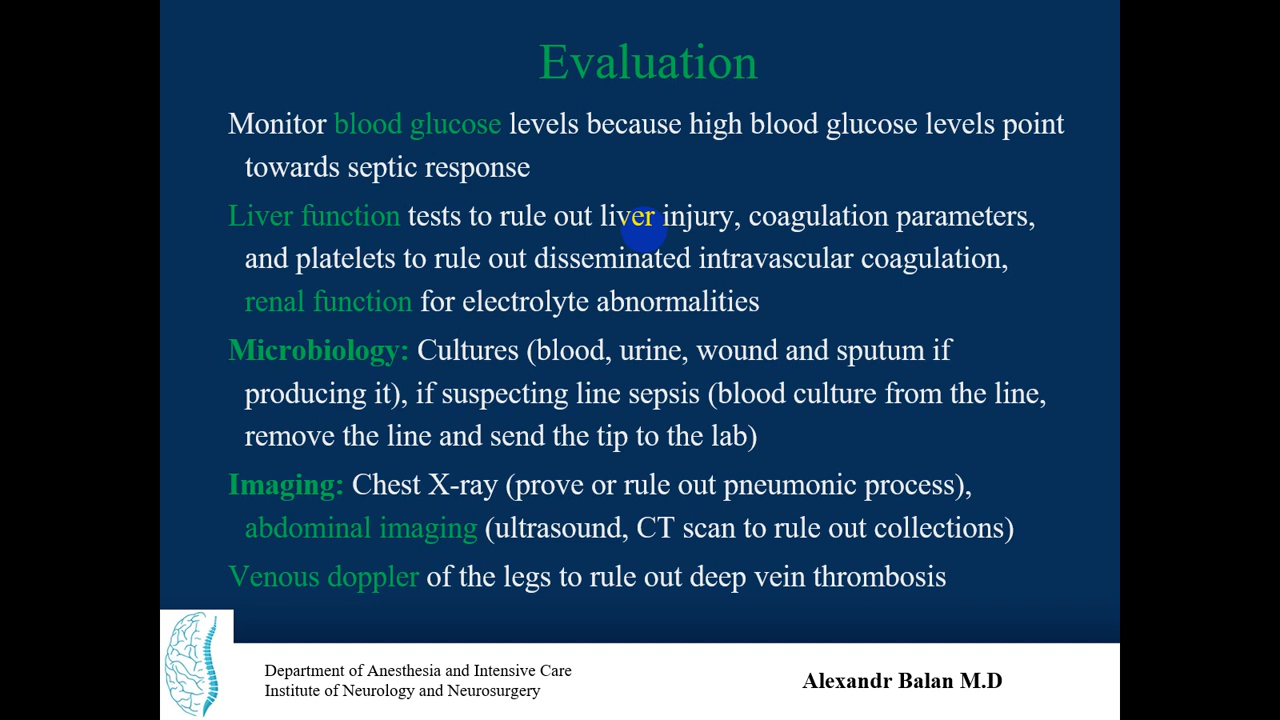 Evaluation
Monitor blood glucose levels because high blood glucose levels point
towards septic response
Liver function tests to rule out liver injury, coagulation parameters,
and platelets to rule out disseminated intravascular coagulation,
renal function for electrolyte abnormalities
Microbiology: Cultures (blood, urine, wound and sputum if
producing it), if suspecting line sepsis (blood culture from the line,
remove the line and send the tip to the lab)
Imaging: Chest X-ray (prove or rule out pneumonic process),
abdominal imaging (ultrasound, CT scan to rule out collections)
Venous doppler of the legs to rule out deep vein thrombosis
Department of Anesthesia and Intensive Care
Institute of Neurology and Neurosurgery
Alexandr Balan M.D